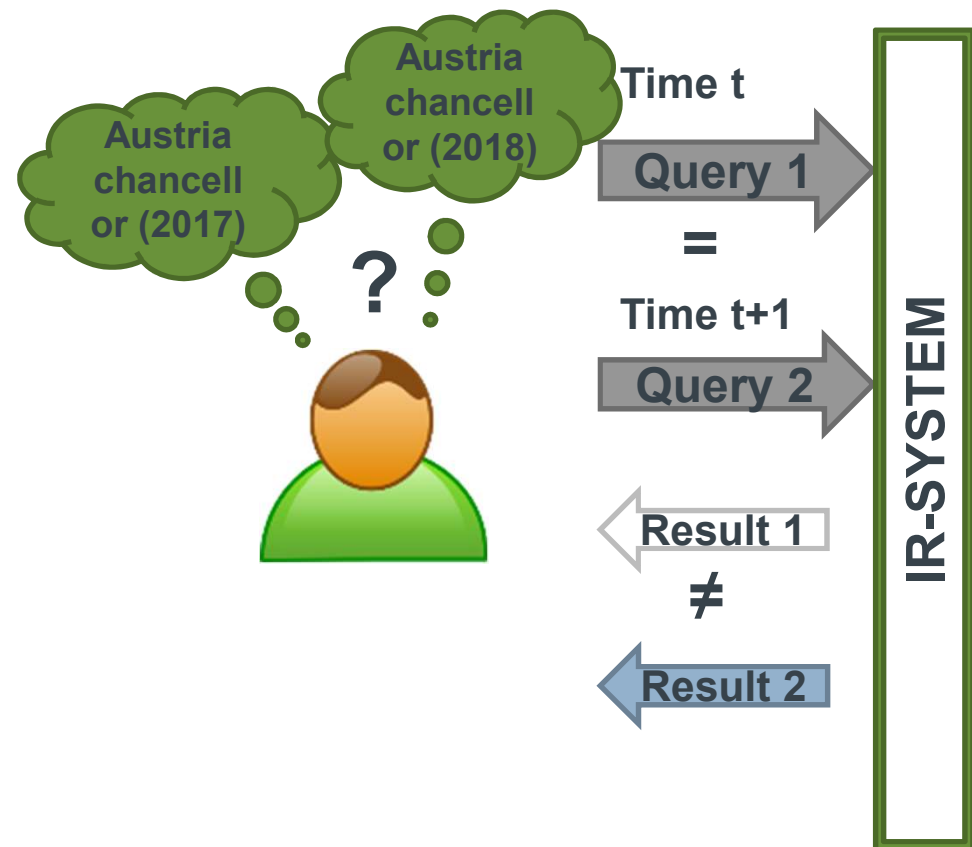 Austria
chancell
or (2017)
Austria
chancell
or (2018)
?
Time t
Query 1
=
Time t+1
Query 2
Result 1
≠
Result 2
IR-SYSTEM